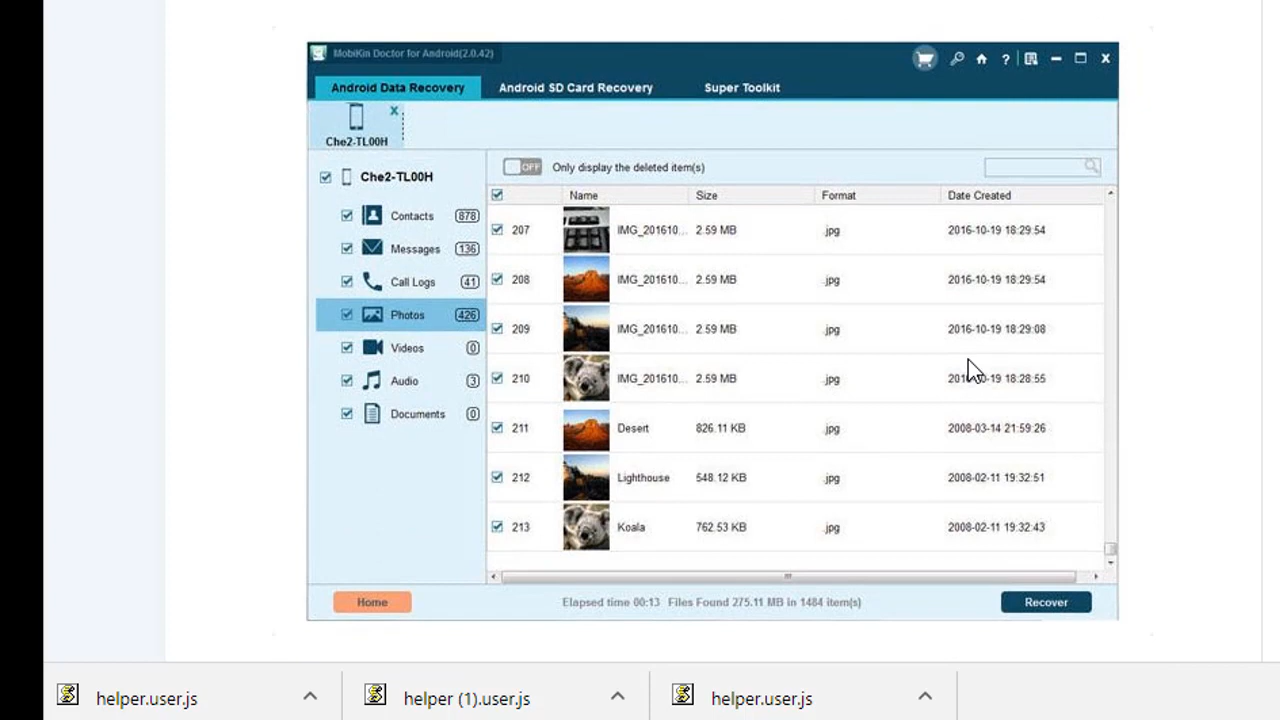 MobiKin Doctor for Android(2.0.42)
?
Android Data Recovery Android SD Card Recovery Super Toolkit
Che2-TL00H
Che2-TL00H
Contacts 878
Messages 136
Call Logs 41
Photos 426
Videos 0
Audio 3
Documents 0
OFF Only display the deleted item(s)
Name Size Format Date Created
207 IMG_201610... 2.59 MB .jpg 2016-10-19 18:29:54
208 IMG_201610... 2.59 MB .jpg 2016-10-19 18:29:54
209 IMG_201610... 2.59 MB .jpg 2016-10-19 18:29:08
210 IMG_201610... 2.59 MB .jpg 18:28:55
211 Desert 826.11 KB .jpg 2008-03-14 21:59:26
212 Lighthouse 548.12 KB .jpg 2008-02-11 19:32:51
213 Koala 762.53 KB .jpg 2008-02-11 19:32:43
Home Elapsed time 00:13 Files Found 275.11 MB in 1484 item(s) Recover
helper.user.js helper (1).user.js helper.user.js